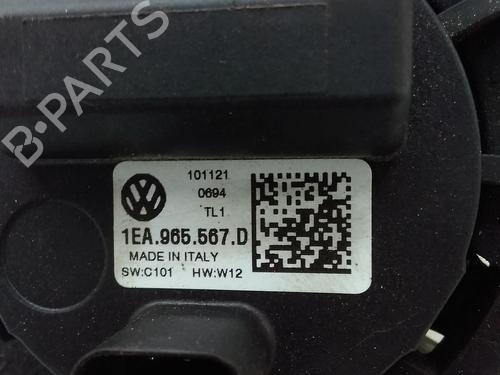 B-PARTS
101121
0694
TL1
1EA.965.567.D
MADE IN ITALY
SW:C101 HW:W12